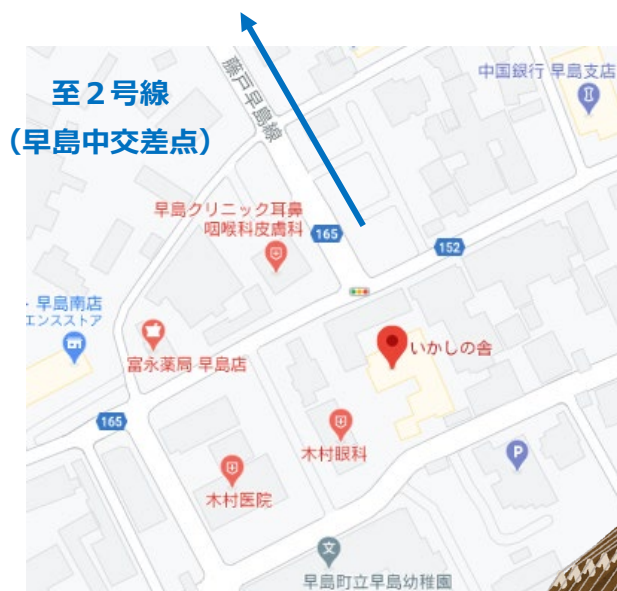 至２号線
（早島中交差点）
藤戸早島線
中国銀行 早島支店
早島クリニック耳鼻
咽喉科皮膚科
165
152
早島南店
エンスストア
いかしの舎
富永薬局 早島店
165
木村眼科
P
木村医院
文
早島町立早島幼稚園